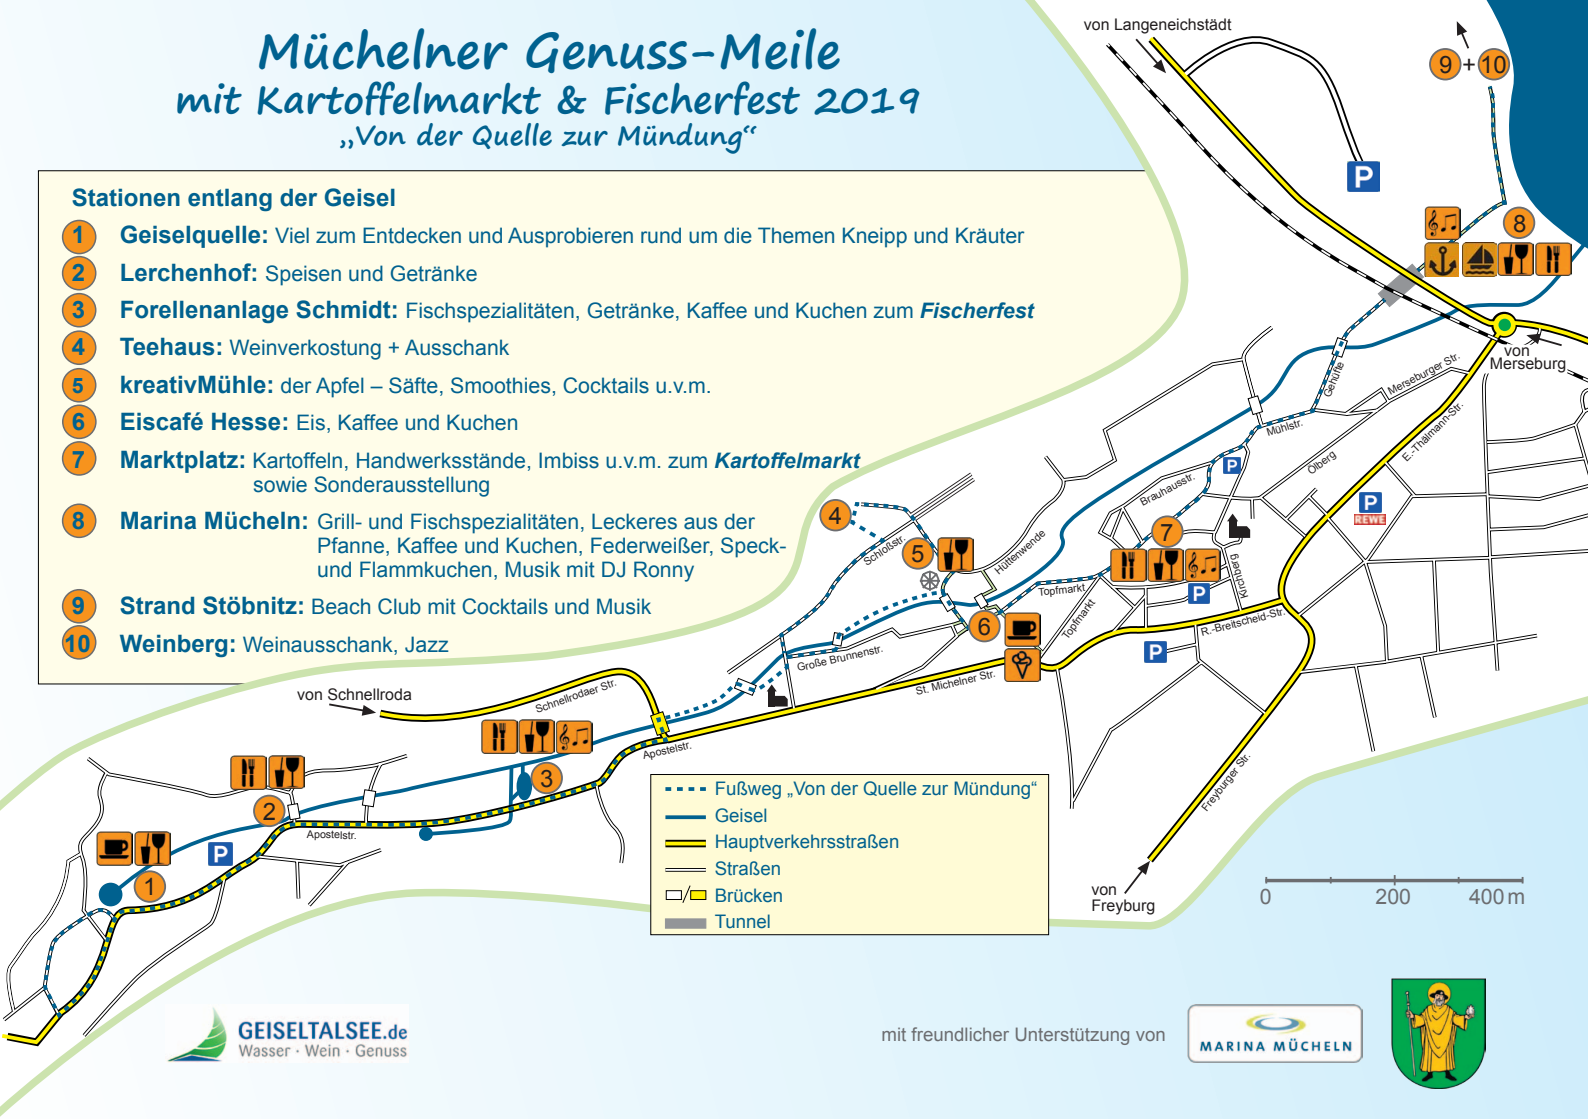 Müchelner Genuss-Meile
mit Kartoffelmarkt & Fischerfest 2019
„Von der Quelle zur Mündung“
Stationen entlang der Geisel
1 Geiselquelle: Viel zum Entdecken und Ausprobieren rund um die Themen Kneipp und Kräuter
2 Lerchenhof: Speisen und Getränke
3 Forellenanlage Schmidt: Fischspezialitäten, Getränke, Kaffee und Kuchen zum Fischerfest
4 Teehaus: Weinverkostung + Ausschank
5 kreativMühle: der Apfel – Säfte, Smoothies, Cocktails u.v.m.
6 Eiscafé Hesse: Eis, Kaffee und Kuchen
7 Marktplatz: Kartoffeln, Handwerksstände, Imbiss u.v.m. zum Kartoffelmarkt
sowie Sonderausstellung
8 Marina Mücheln: Grill- und Fischspezialitäten, Leckeres aus der
Pfanne, Kaffee und Kuchen, Federweißer, Speck-
und Flammkuchen, Musik mit DJ Ronny
9 Strand Stöbnitz: Beach Club mit Cocktails und Musik
10 Weinberg: Weinausschank, Jazz
von Langeneichstädt
9 + 10
P
8
von
Merseburg
Gehüfte
Merseburger Str.
Mühlstr.
E.-Thälmann-Str.
Ölberg
P
Brauhausstr.
P
REWE
4
Schloßstr.
5
Hüttenwende
7
Kirchberg
Topfmarkt
P
Topfmarkt
6
R.-Breitscheid-Str.
P
Große Brunnenstr.
St. Michelner Str.
von Schnellroda
Schnellrodaer Str.
Apostelstr.
3
2
Apostelstr.
P
1
Freyburger Str.
von
Freyburg
Fußweg „Von der Quelle zur Mündung“
Geisel
Hauptverkehrsstraßen
Straßen
/ Brücken
Tunnel
0 200 400 m
GEISELTALSEE.de
Wasser · Wein · Genuss
mit freundlicher Unterstützung von
MARINA MÜCHELN